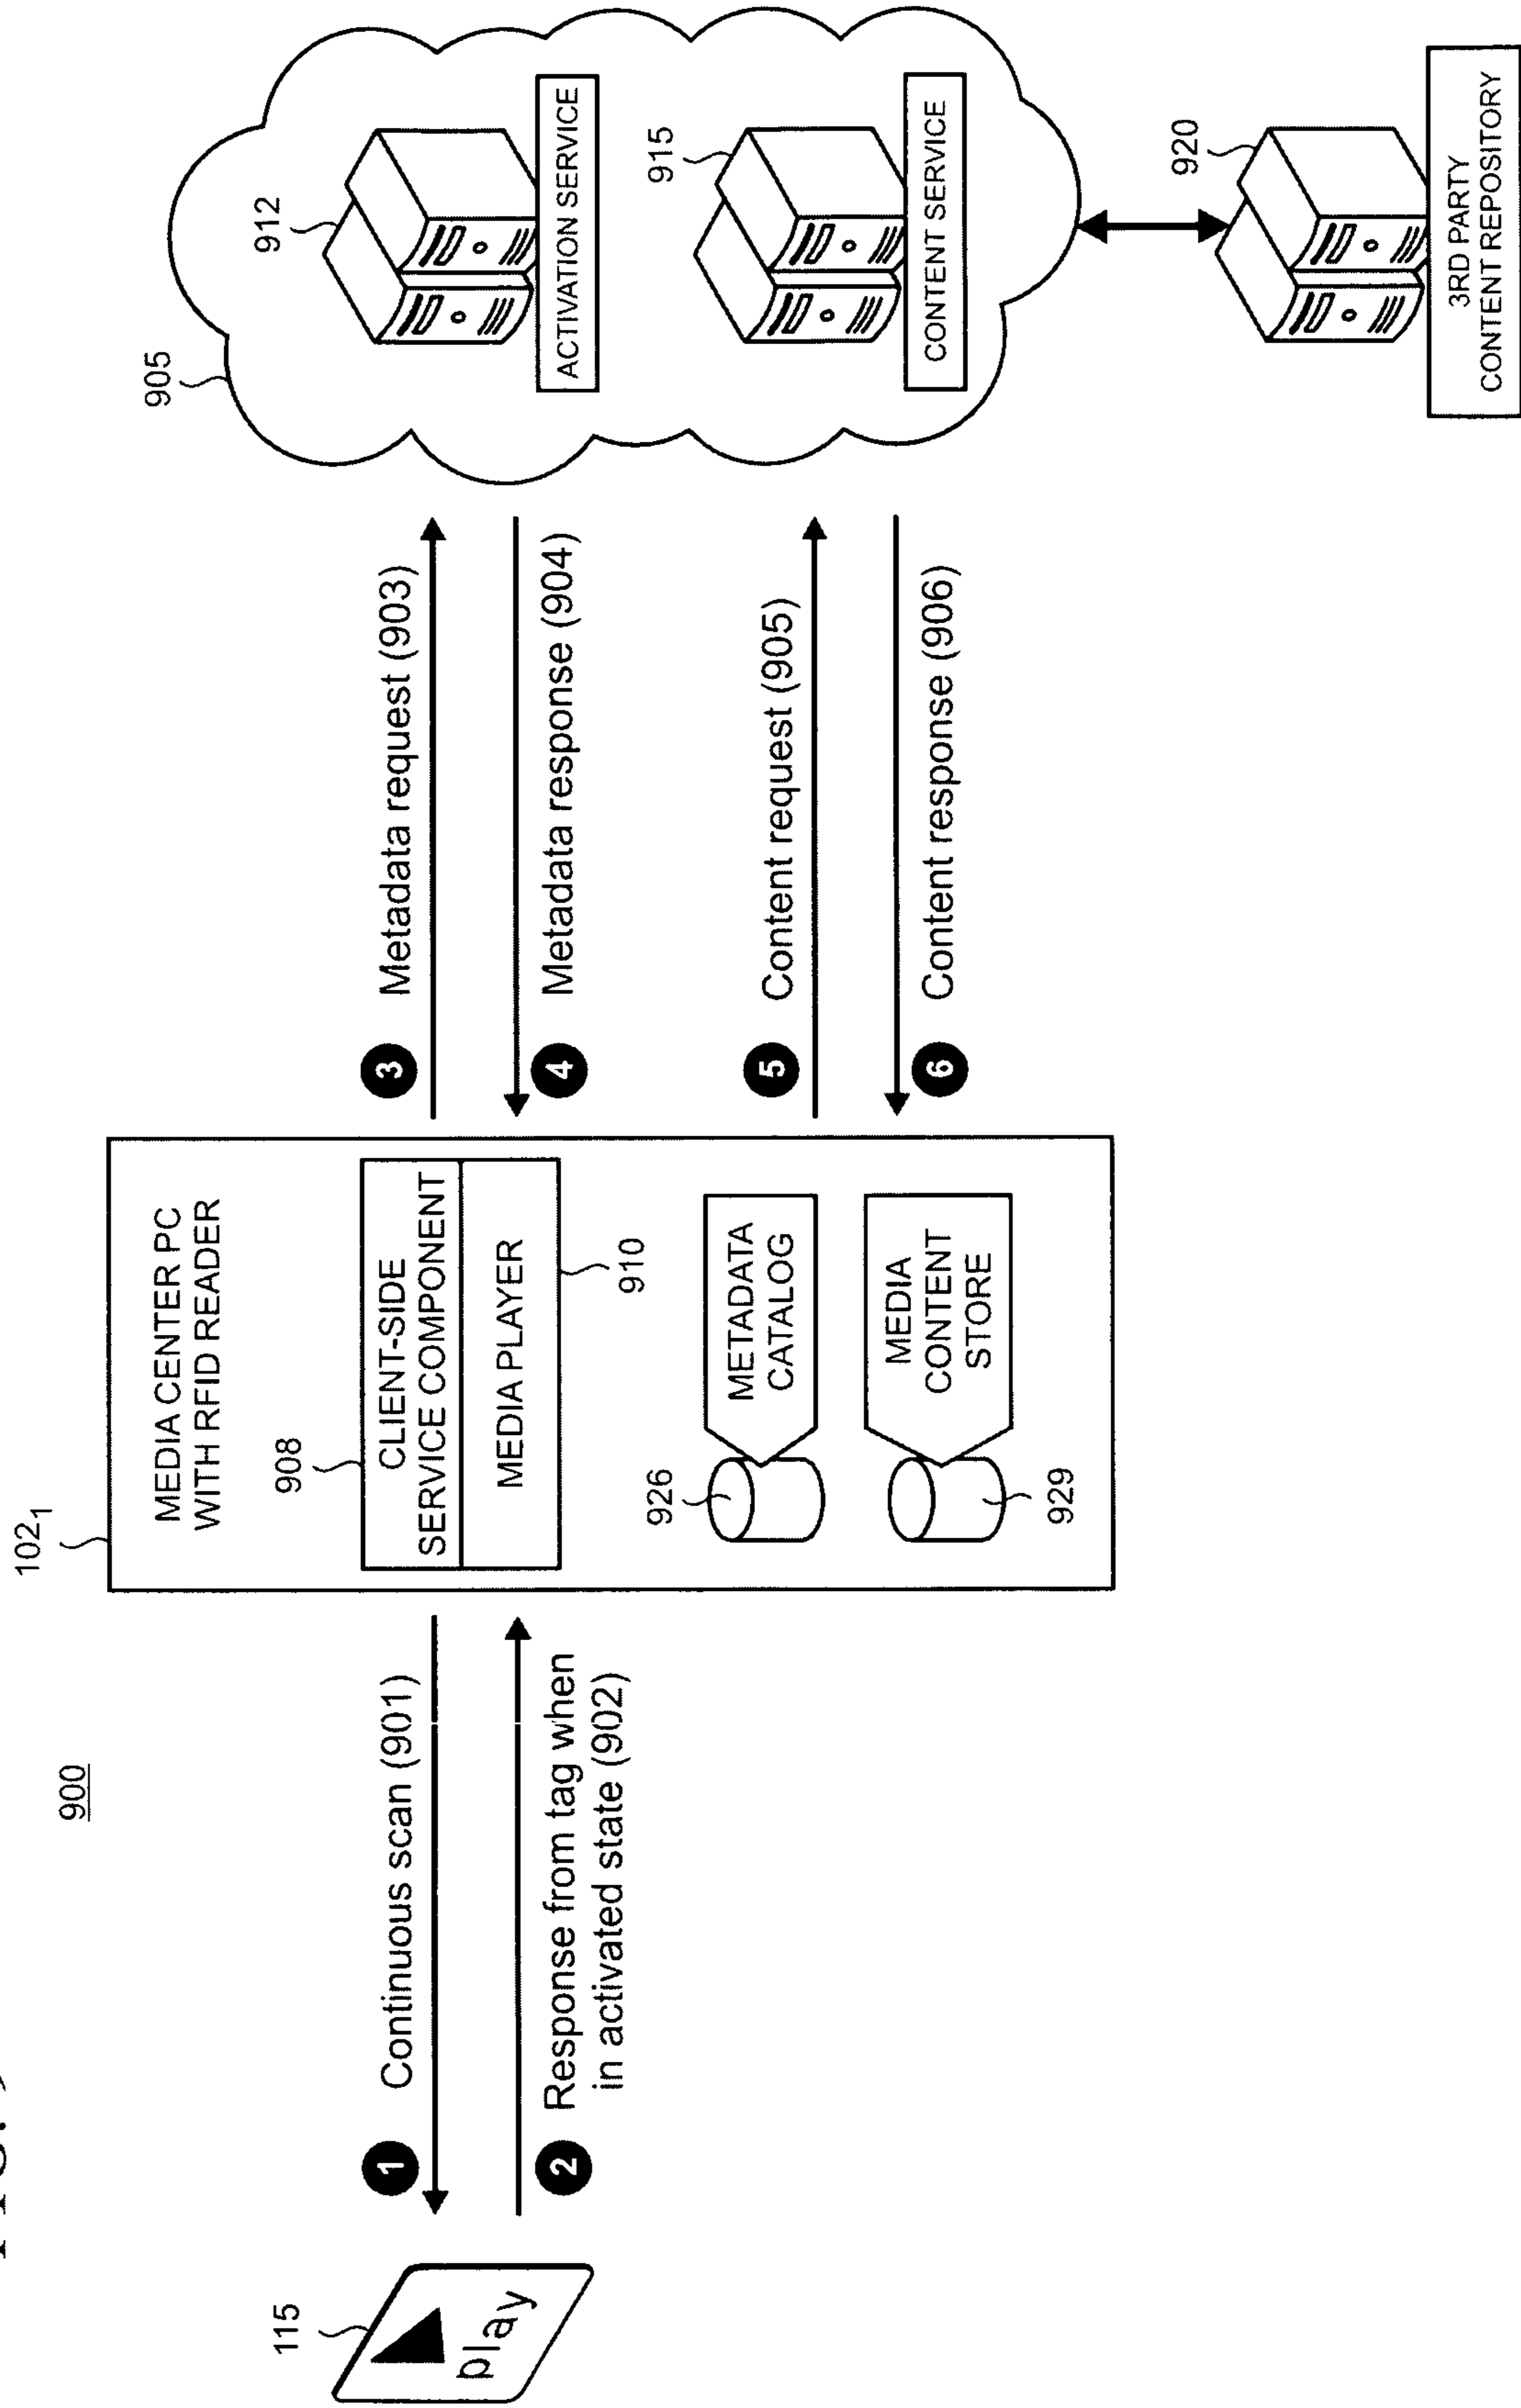 900
102₁
MEDIA CENTER PC
WITH RFID READER
908
CLIENT-SIDE
SERVICE COMPONENT
MEDIA PLAYER
910
926
METADATA
CATALOG
MEDIA
CONTENT
STORE
929
115
play
1 Continuous scan (901)
2 Response from tag when
in activated state (902)
3 Metadata request (903)
4 Metadata response (904)
5 Content request (905)
6 Content response (906)
905
912
ACTIVATION SERVICE
915
CONTENT SERVICE
920
3RD PARTY
CONTENT REPOSITORY